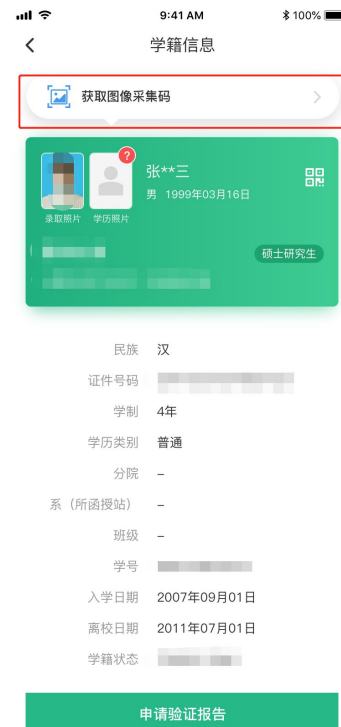 9:41 AM
100%
学籍信息
获取图像采集码
?
张**三
男 1999年03月16日
录取照片 学历照片
硕士研究生
民族 汉
证件号码
学制 4年
学历类别 普通
分院 –
系（所函授站） –
班级 –
学号
入学日期 2007年09月01日
离校日期 2011年07月01日
学籍状态
申请验证报告